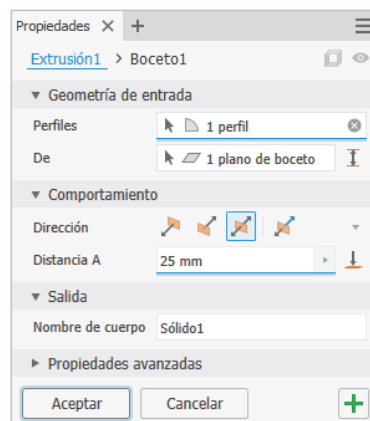 Propiedades × +
Extrusión1 > Boceto1
Geometría de entrada
Perfiles 1 perfil
De 1 plano de boceto
Comportamiento
Dirección
Distancia A 25 mm
Salida
Nombre de cuerpo Sólido1
Propiedades avanzadas
Aceptar Cancelar